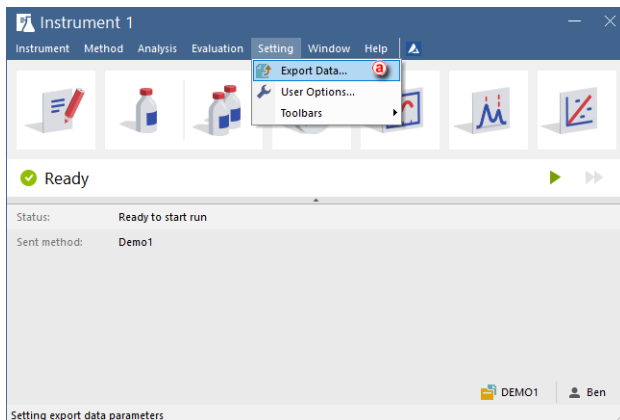 Instrument 1
Instrument Method Analysis Evaluation Setting Window Help
Export Data... a
User Options...
Toolbars
Ready
Status: Ready to start run
Sent method: Demo1
DEMO1 Ben
Setting export data parameters